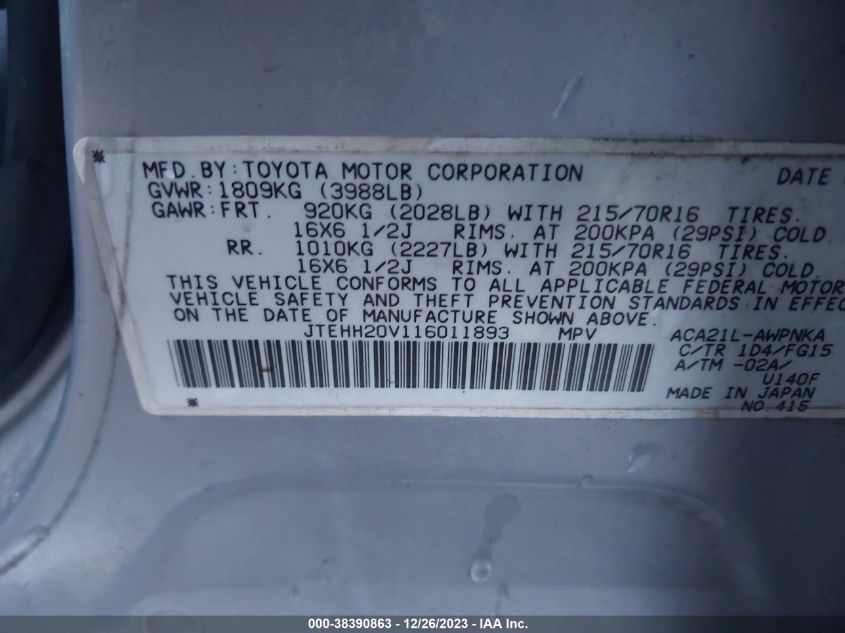 MFD. BY: TOYOTA MOTOR CORPORATION DATE
GVWR: 1809KG (3988LB)
GAWR: FRT. 920KG (2028LB) WITH 215/70R16 TIRES.
16X6 1/2J RIMS. AT 200KPA (29PSI) COLD.
RR. 1010KG (2227LB) WITH 215/70R16 TIRES.
16X6 1/2J RIMS. AT 200KPA (29PSI) COLD.
THIS VEHICLE CONFORMS TO ALL APPLICABLE FEDERAL MOTOR
VEHICLE SAFETY AND THEFT PREVENTION STANDARDS IN EFFEC
ON THE DATE OF MANUFACTURE SHOWN ABOVE.
JTEHH20V116011893 MPV ACA21L-AWPNKA
C/TR 1D4/FG15
A/TM -02A/
U140F
MADE IN JAPAN
NO. 415
000-38390863 - 12/26/2023 - IAA Inc.